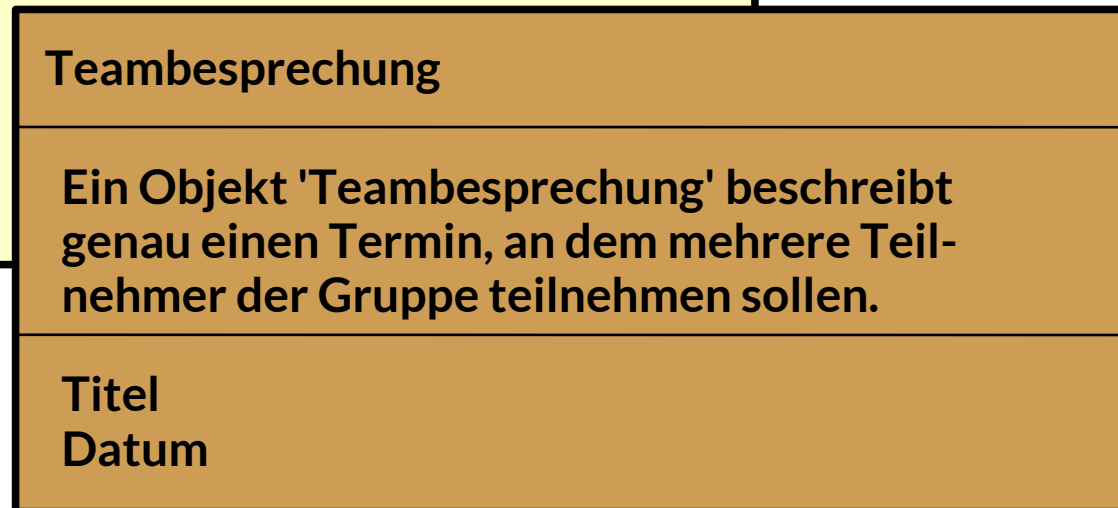 Teambesprechung
Ein Objekt 'Teambesprechung' beschreibt
genau einen Termin, an dem mehrere Teil-
nehmer der Gruppe teilnehmen sollen.
Titel
Datum